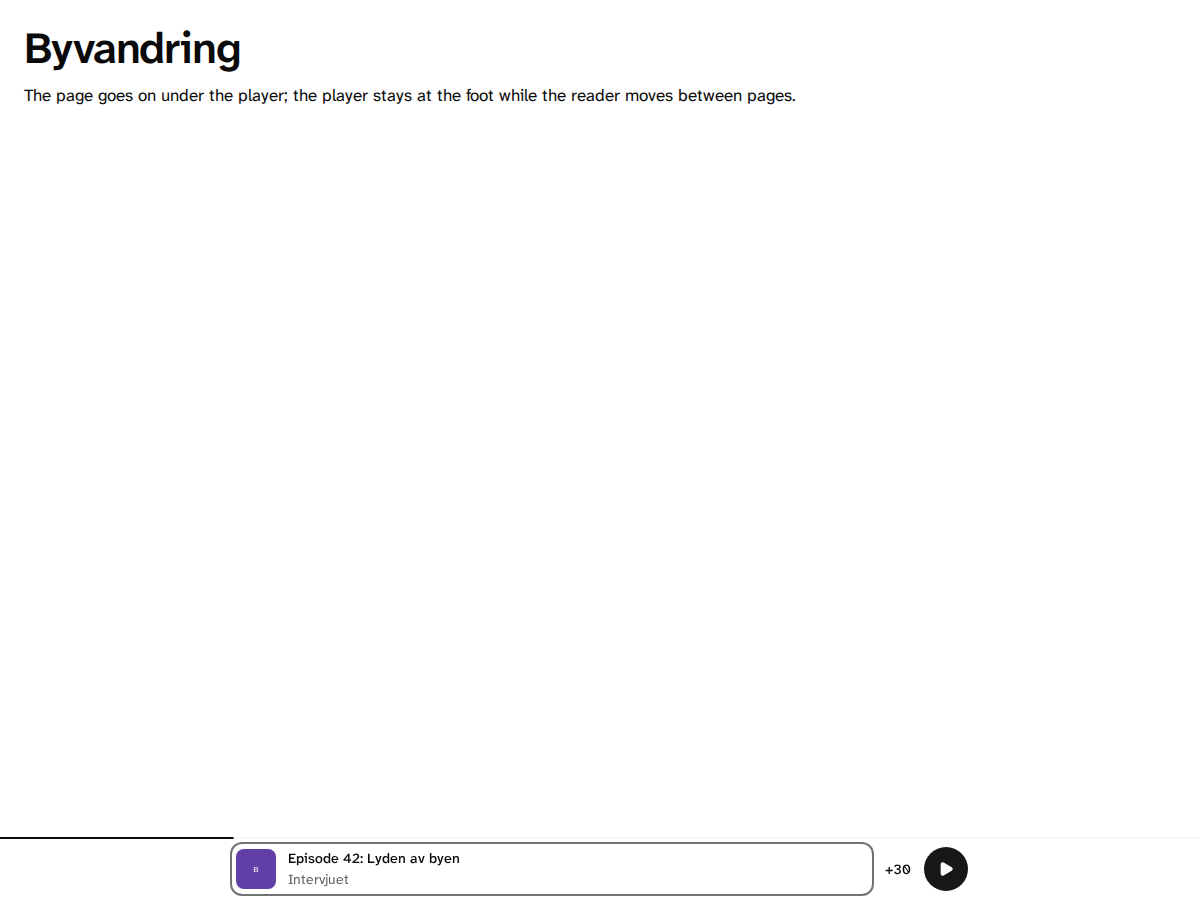 Byvandring
The page goes on under the player; the player stays at the foot while the reader moves between pages.
B
Episode 42: Lyden av byen
Intervjuet
+30